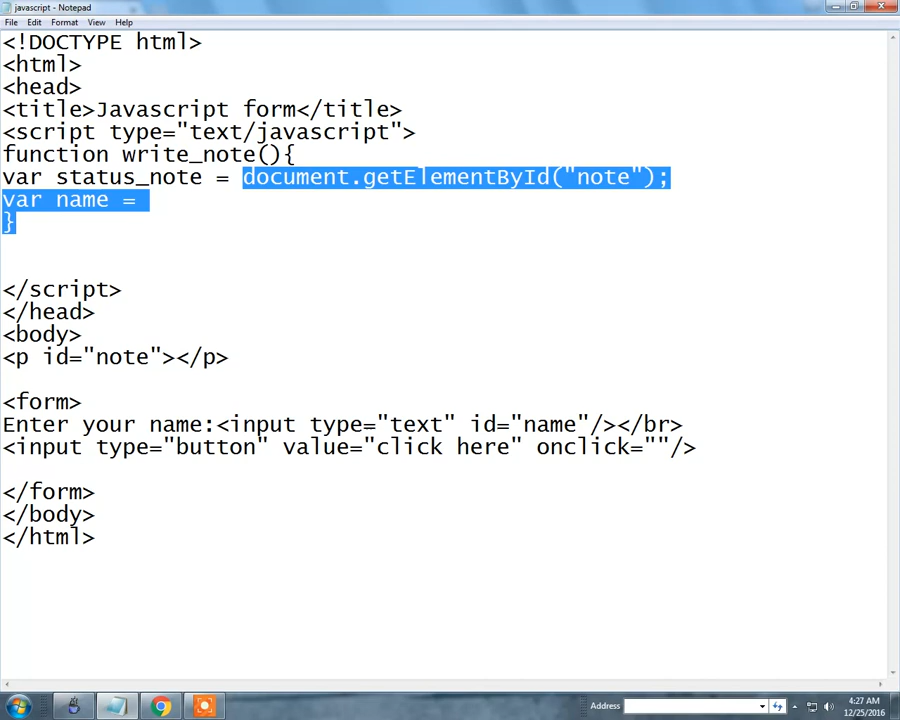 javascript - Notepad
File Edit Format View Help
<!DOCTYPE html>
<html>
<head>
<title>Javascript form</title>
<script type="text/javascript">
function write_note(){
var status_note = document.getElementById("note");
var name =
}
</script>
</head>
<body>
<p id="note"></p>
<form>
Enter your name:<input type="text" id="name"/></br>
<input type="button" value="click here" onclick=""/>
</form>
</body>
</html>
Address
4:27 AM
12/25/2016